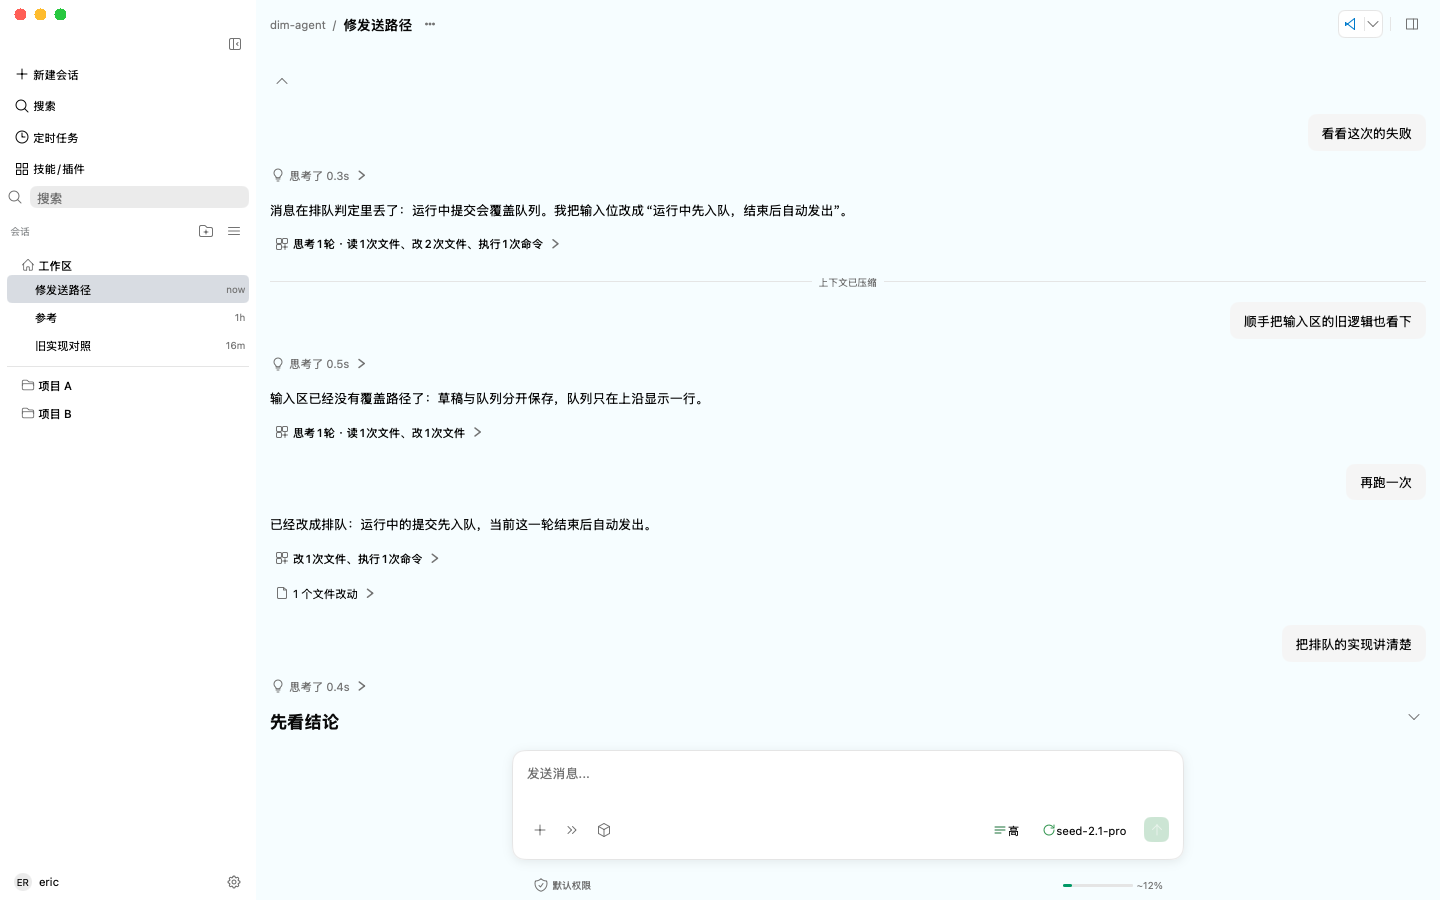 dim-agent / 修发送路径
新建会话
搜索
定时任务
技能/插件
搜索
会话
工作区
修发送路径 now
参考 1h
旧实现对照 16m
项目 A
项目 B
ER eric
看看这次的失败
思考了 0.3s
消息在排队判定里丢了：运行中提交会覆盖队列。我把输入位改成“运行中先入队，结束后自动发出”。
思考1轮 · 读1次文件、改2次文件、执行1次命令
上下文已压缩
顺手把输入区的旧逻辑也看下
思考了 0.5s
输入区已经没有覆盖路径了：草稿与队列分开保存，队列只在上沿显示一行。
思考1轮 · 读1次文件、改1次文件
再跑一次
已经改成排队：运行中的提交先入队，当前这一轮结束后自动发出。
改1次文件、执行1次命令
1 个文件改动
把排队的实现讲清楚
思考了 0.4s
先看结论
发送消息...
高 seed-2.1-pro
默认权限 ~12%